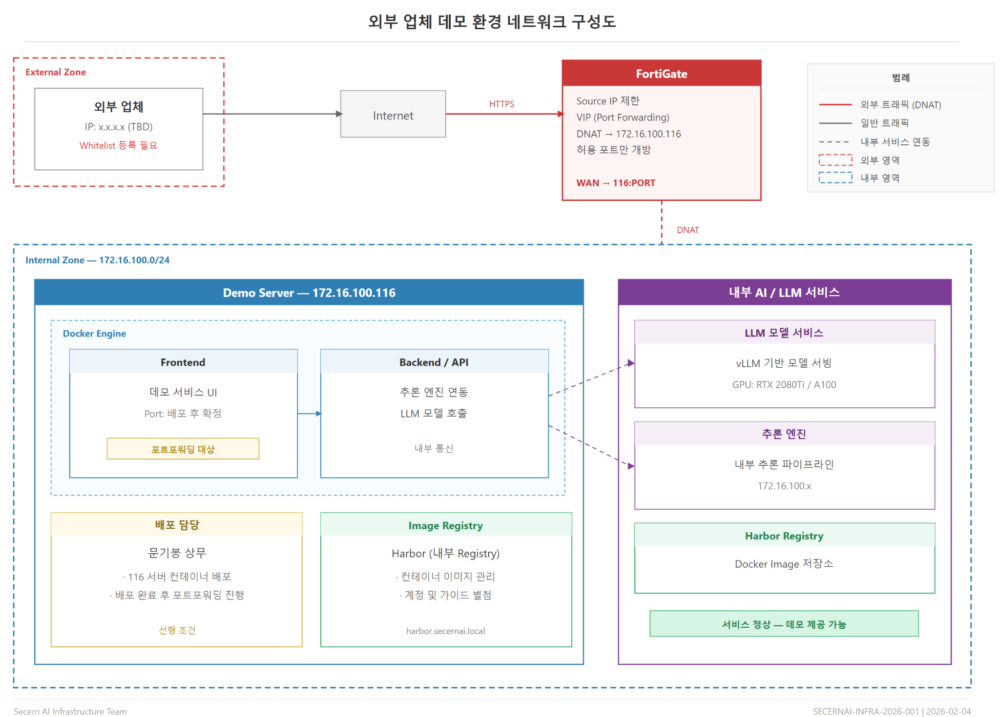 외부 업체 데모 환경 네트워크 구성도
External Zone
외부 업체
IP: x.x.x.x (TBD)
Whitelist 등록 필요
Internet
HTTPS
FortiGate
Source IP 제한
VIP (Port Forwarding)
DNAT → 172.16.100.116
허용 포트만 개방
WAN → 116:PORT
범례
외부 트래픽 (DNAT)
일반 트래픽
내부 서비스 연동
외부 영역
내부 영역
DNAT
Internal Zone — 172.16.100.0/24
Demo Server — 172.16.100.116
Docker Engine
Frontend
데모 서비스 UI
Port: 배포 후 확정
포트포워딩 대상
Backend / API
추론 엔진 연동
LLM 모델 호출
내부 통신
배포 담당
문기봉 상무
· 116 서버 컨테이너 배포
· 배포 완료 후 포트포워딩 진행
선행 조건
Image Registry
Harbor (내부 Registry)
· 컨테이너 이미지 관리
· 계정 및 가이드 별첨
harbor.secernai.local
내부 AI / LLM 서비스
LLM 모델 서비스
vLLM 기반 모델 서빙
GPU: RTX 2080Ti / A100
추론 엔진
내부 추론 파이프라인
172.16.100.x
Harbor Registry
Docker Image 저장소
서비스 정상 — 데모 제공 가능
Secern AI Infrastructure Team
SECERNAI-INFRA-2026-001 | 2026-02-04